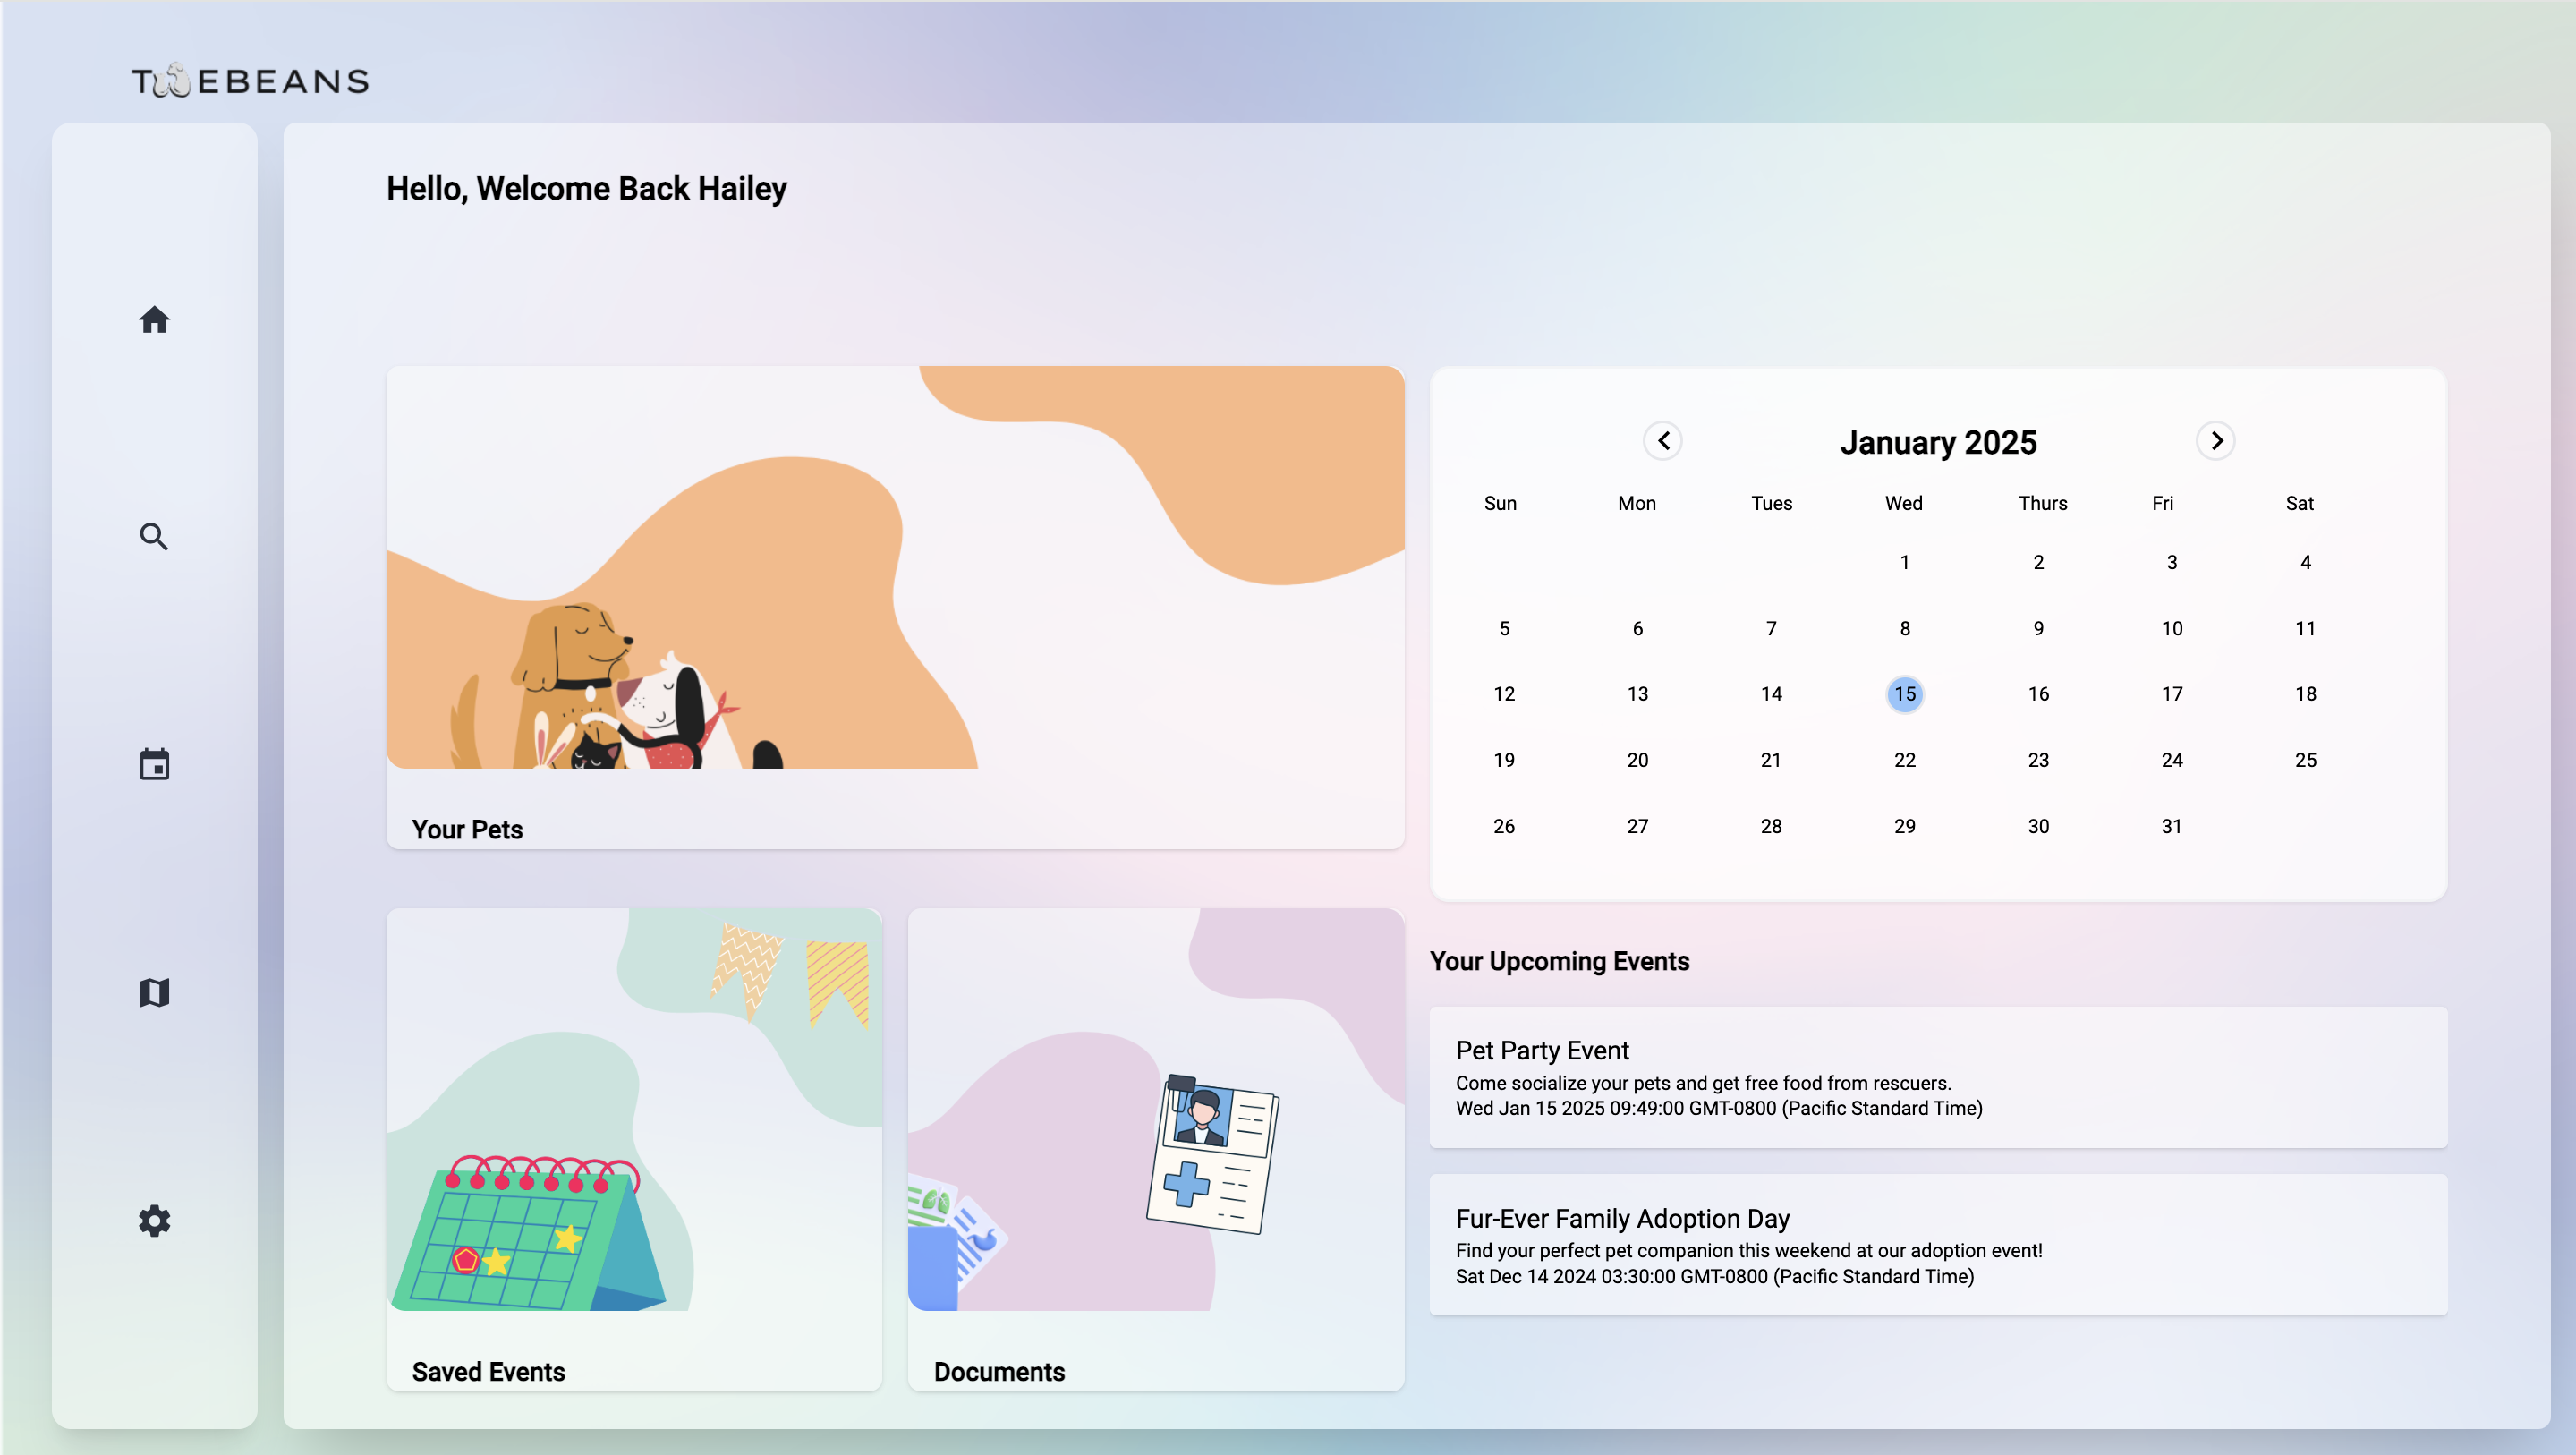 TOEBEANS
Hello, Welcome Back Hailey
Your Pets
January 2025
Sun Mon Tues Wed Thurs Fri Sat
1 2 3 4
5 6 7 8 9 10 11
12 13 14 15 16 17 18
19 20 21 22 23 24 25
26 27 28 29 30 31
Saved Events
Documents
Your Upcoming Events
Pet Party Event
Come socialize your pets and get free food from rescuers.
Wed Jan 15 2025 09:49:00 GMT-0800 (Pacific Standard Time)
Fur-Ever Family Adoption Day
Find your perfect pet companion this weekend at our adoption event!
Sat Dec 14 2024 03:30:00 GMT-0800 (Pacific Standard Time)